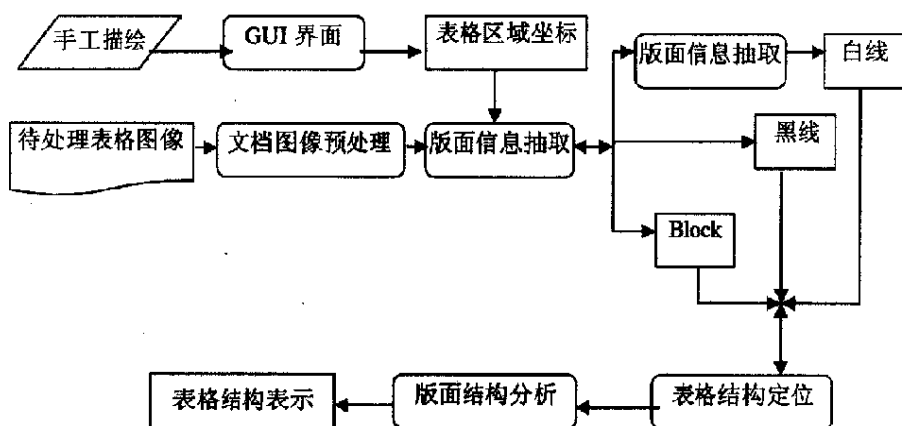 手工描绘
GUI 界面
表格区域坐标
版面信息抽取
白线
待处理表格图像
文档图像预处理
版面信息抽取
黑线
Block
表格结构表示
版面结构分析
表格结构定位